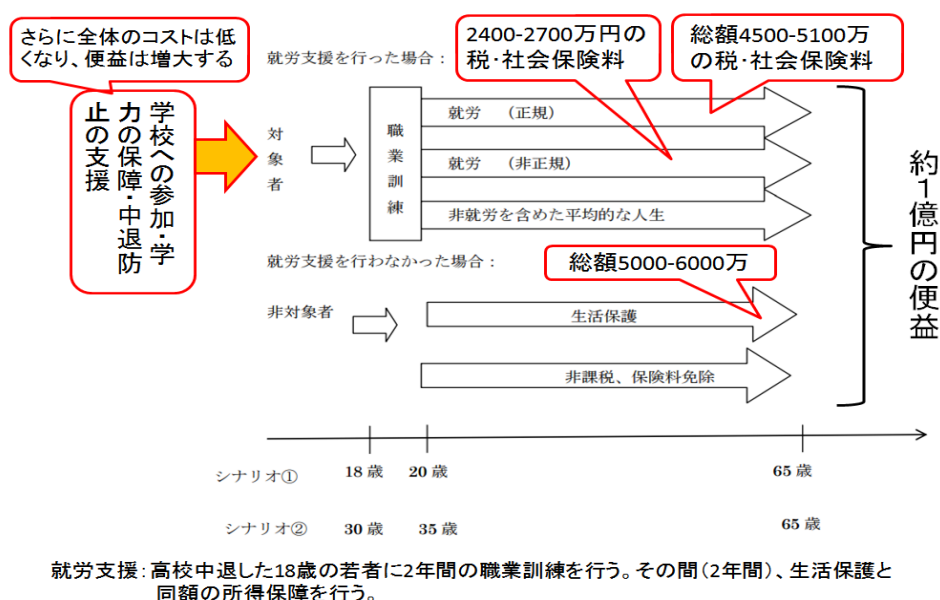 さらに全体のコストは低
くなり、便益は増大する
学校への参加・学
力の保障・中退防
止の支援
就労支援を行った場合：
2400-2700万円の
税・社会保険料
総額4500-5100万
の税・社会保険料
対
象
者
職
業
訓
練
就労　（正規）
就労　（非正規）
非就労を含めた平均的な人生
就労支援を行わなかった場合：
総額5000-6000万
非対象者
生活保護
非課税、保険料免除
約1億円の便益
シナリオ①
18歳
20歳
65歳
シナリオ②
30歳
35歳
65歳
就労支援：高校中退した18歳の若者に2年間の職業訓練を行う。その間（2年間）、生活保護と
同額の所得保障を行う。